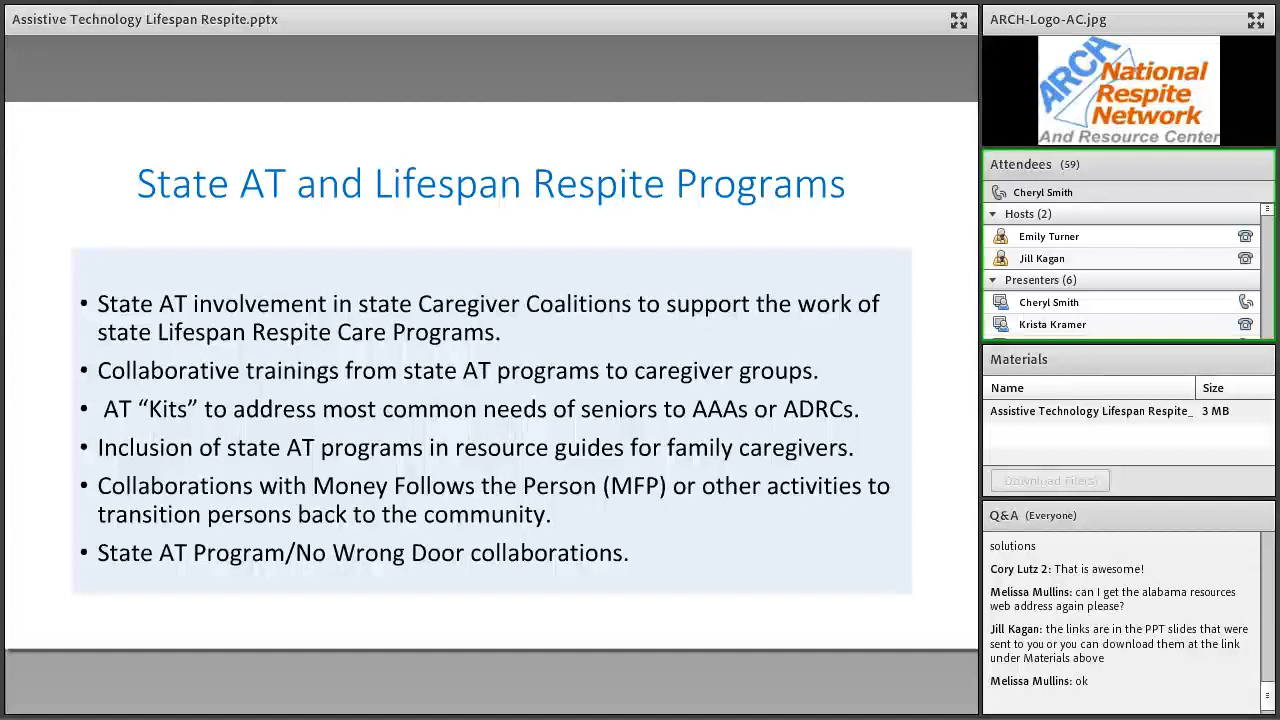 Assistive Technology Lifespan Respite.pptx
State AT and Lifespan Respite Programs
• State AT involvement in state Caregiver Coalitions to support the work of
state Lifespan Respite Care Programs.
• Collaborative trainings from state AT programs to caregiver groups.
• AT “Kits” to address most common needs of seniors to AAAs or ADRCs.
• Inclusion of state AT programs in resource guides for family caregivers.
• Collaborations with Money Follows the Person (MFP) or other activities to
transition persons back to the community.
• State AT Program/No Wrong Door collaborations.
ARCH-Logo-AC.jpg
ARCH
National
Respite
Network
And Resource Center
Attendees (59)
Cheryl Smith
Hosts (2)
Emily Turner
Jill Kagan
Presenters (6)
Cheryl Smith
Krista Kramer
Materials
Name Size
Assistive Technology Lifespan Respite_ 3 MB
Download File(s)
Q&A (Everyone)
solutions
Cory Lutz 2: That is awesome!
Melissa Mullins: can I get the alabama resources
web address again please?
Jill Kagan: the links are in the PPT slides that were
sent to you or you can download them at the link
under Materials above
Melissa Mullins: ok